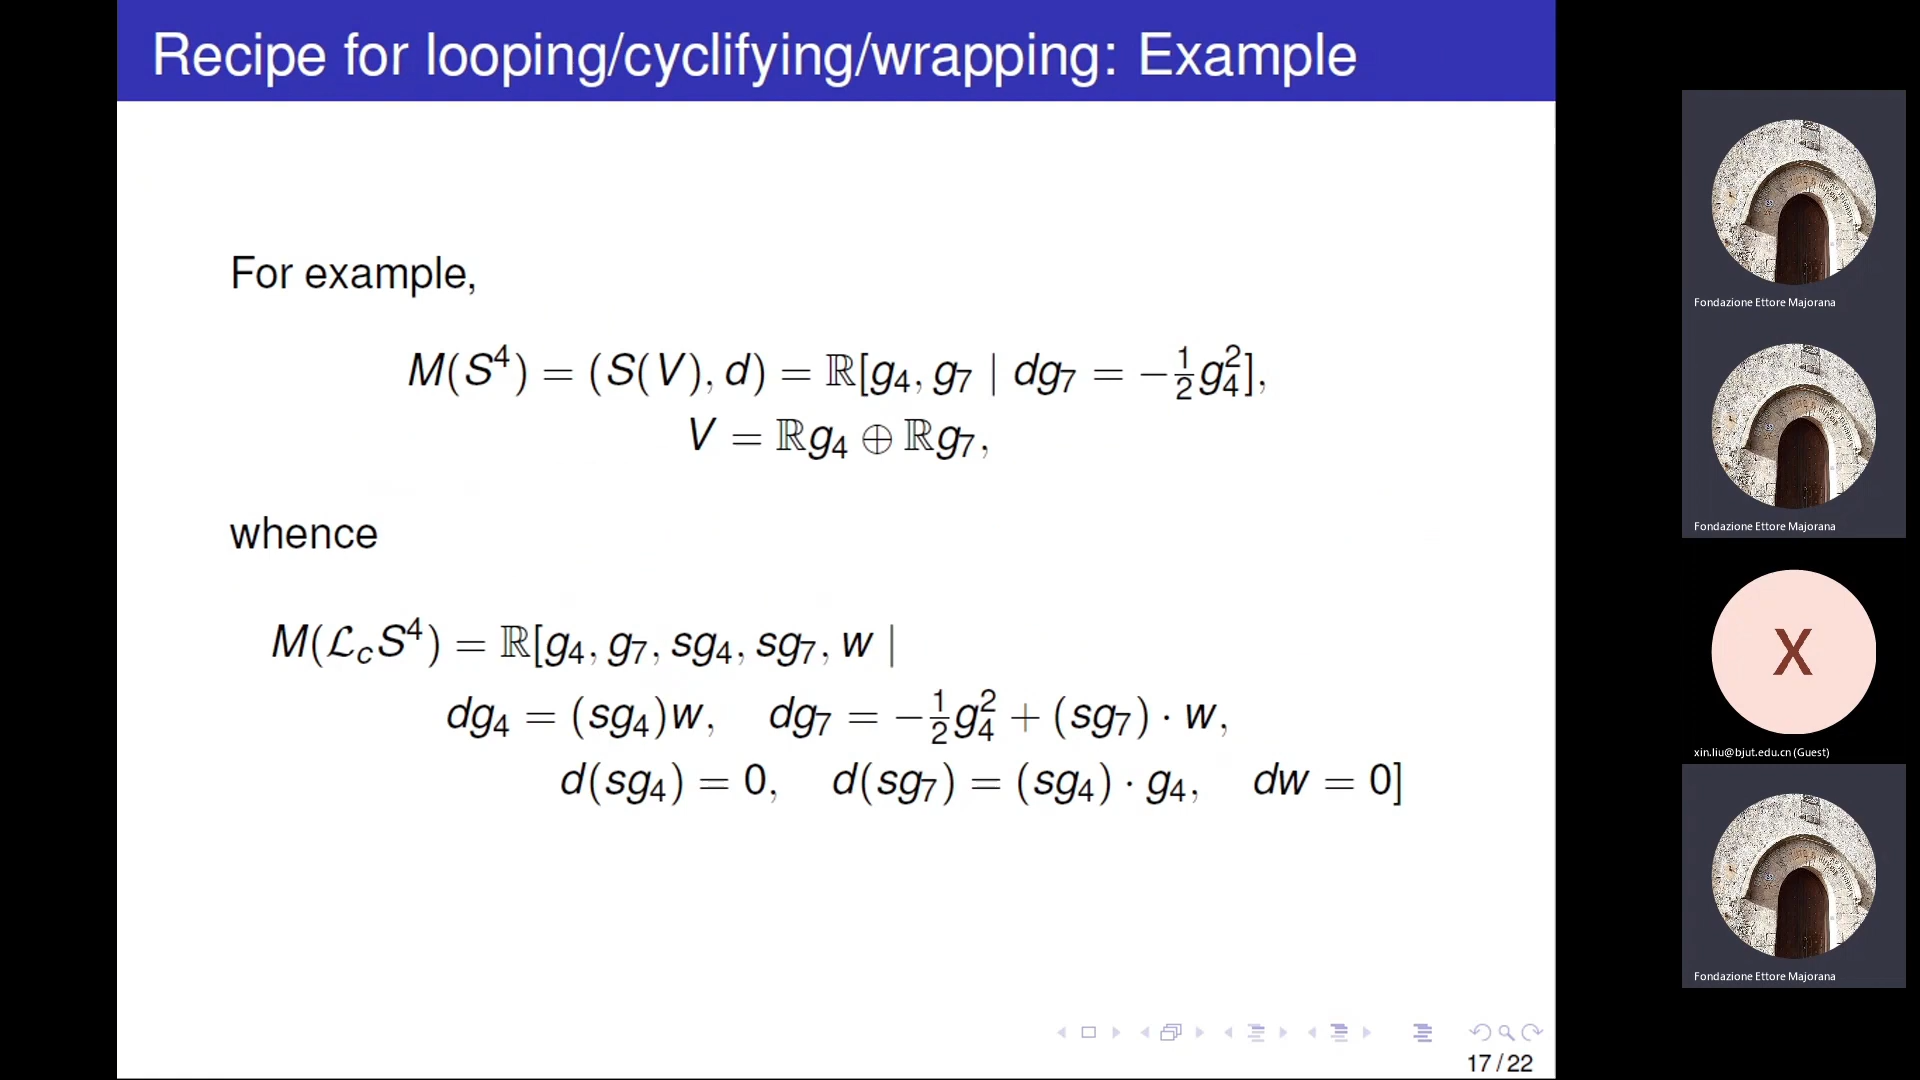 Recipe for looping/cyclifying/wrapping: Example
For example,
M(S⁴) = (S(V), d) = ℝ[g₄, g₇ | dg₇ = −½g₄²],
V = ℝg₄ ⊕ ℝg₇,
whence
M(ℒ_cS⁴) = ℝ[g₄, g₇, sg₄, sg₇, w |
dg₄ = (sg₄)w, dg₇ = −½g₄² + (sg₇) · w,
d(sg₄) = 0, d(sg₇) = (sg₄) · g₄, dw = 0]
17 / 22
Fondazione Ettore Majorana
Fondazione Ettore Majorana
X
xin.liu@bjut.edu.cn (Guest)
Fondazione Ettore Majorana